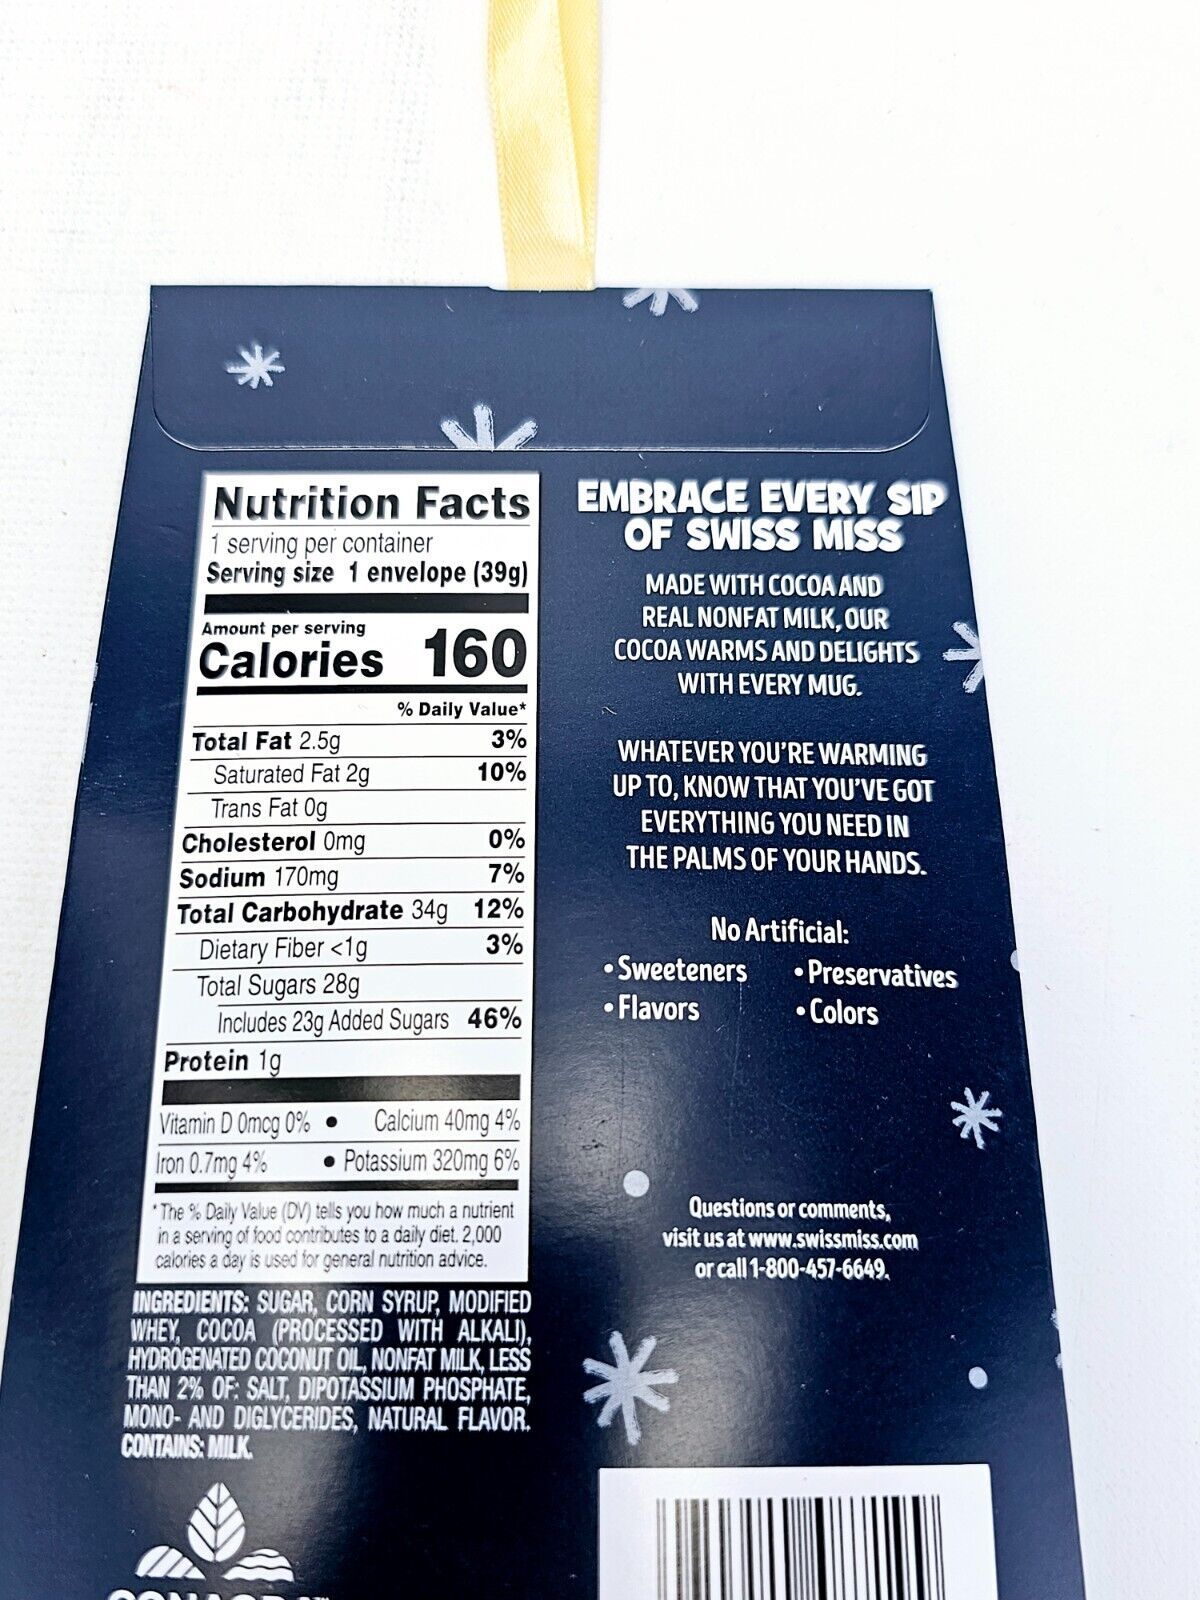 Nutrition Facts
1 serving per container
Serving size 1 envelope (39g)
Amount per serving
Calories 160
% Daily Value*
Total Fat 2.5g 3%
Saturated Fat 2g 10%
Trans Fat 0g
Cholesterol 0mg 0%
Sodium 170mg 7%
Total Carbohydrate 34g 12%
Dietary Fiber <1g 3%
Total Sugars 28g
Includes 23g Added Sugars 46%
Protein 1g
Vitamin D 0mcg 0% • Calcium 40mg 4%
Iron 0.7mg 4% • Potassium 320mg 6%
*The % Daily Value (DV) tells you how much a nutrient
in a serving of food contributes to a daily diet. 2,000
calories a day is used for general nutrition advice.
INGREDIENTS: SUGAR, CORN SYRUP, MODIFIED
WHEY, COCOA (PROCESSED WITH ALKALI),
HYDROGENATED COCONUT OIL, NONFAT MILK, LESS
THAN 2% OF: SALT, DIPOTASSIUM PHOSPHATE,
MONO- AND DIGLYCERIDES, NATURAL FLAVOR.
CONTAINS: MILK.
EMBRACE EVERY SIP
OF SWISS MISS
MADE WITH COCOA AND
REAL NONFAT MILK, OUR
COCOA WARMS AND DELIGHTS
WITH EVERY MUG.
WHATEVER YOU'RE WARMING
UP TO, KNOW THAT YOU'VE GOT
EVERYTHING YOU NEED IN
THE PALMS OF YOUR HANDS.
No Artificial:
• Sweeteners • Preservatives
• Flavors • Colors
Questions or comments,
visit us at www.swissmiss.com
or call 1-800-457-6649.